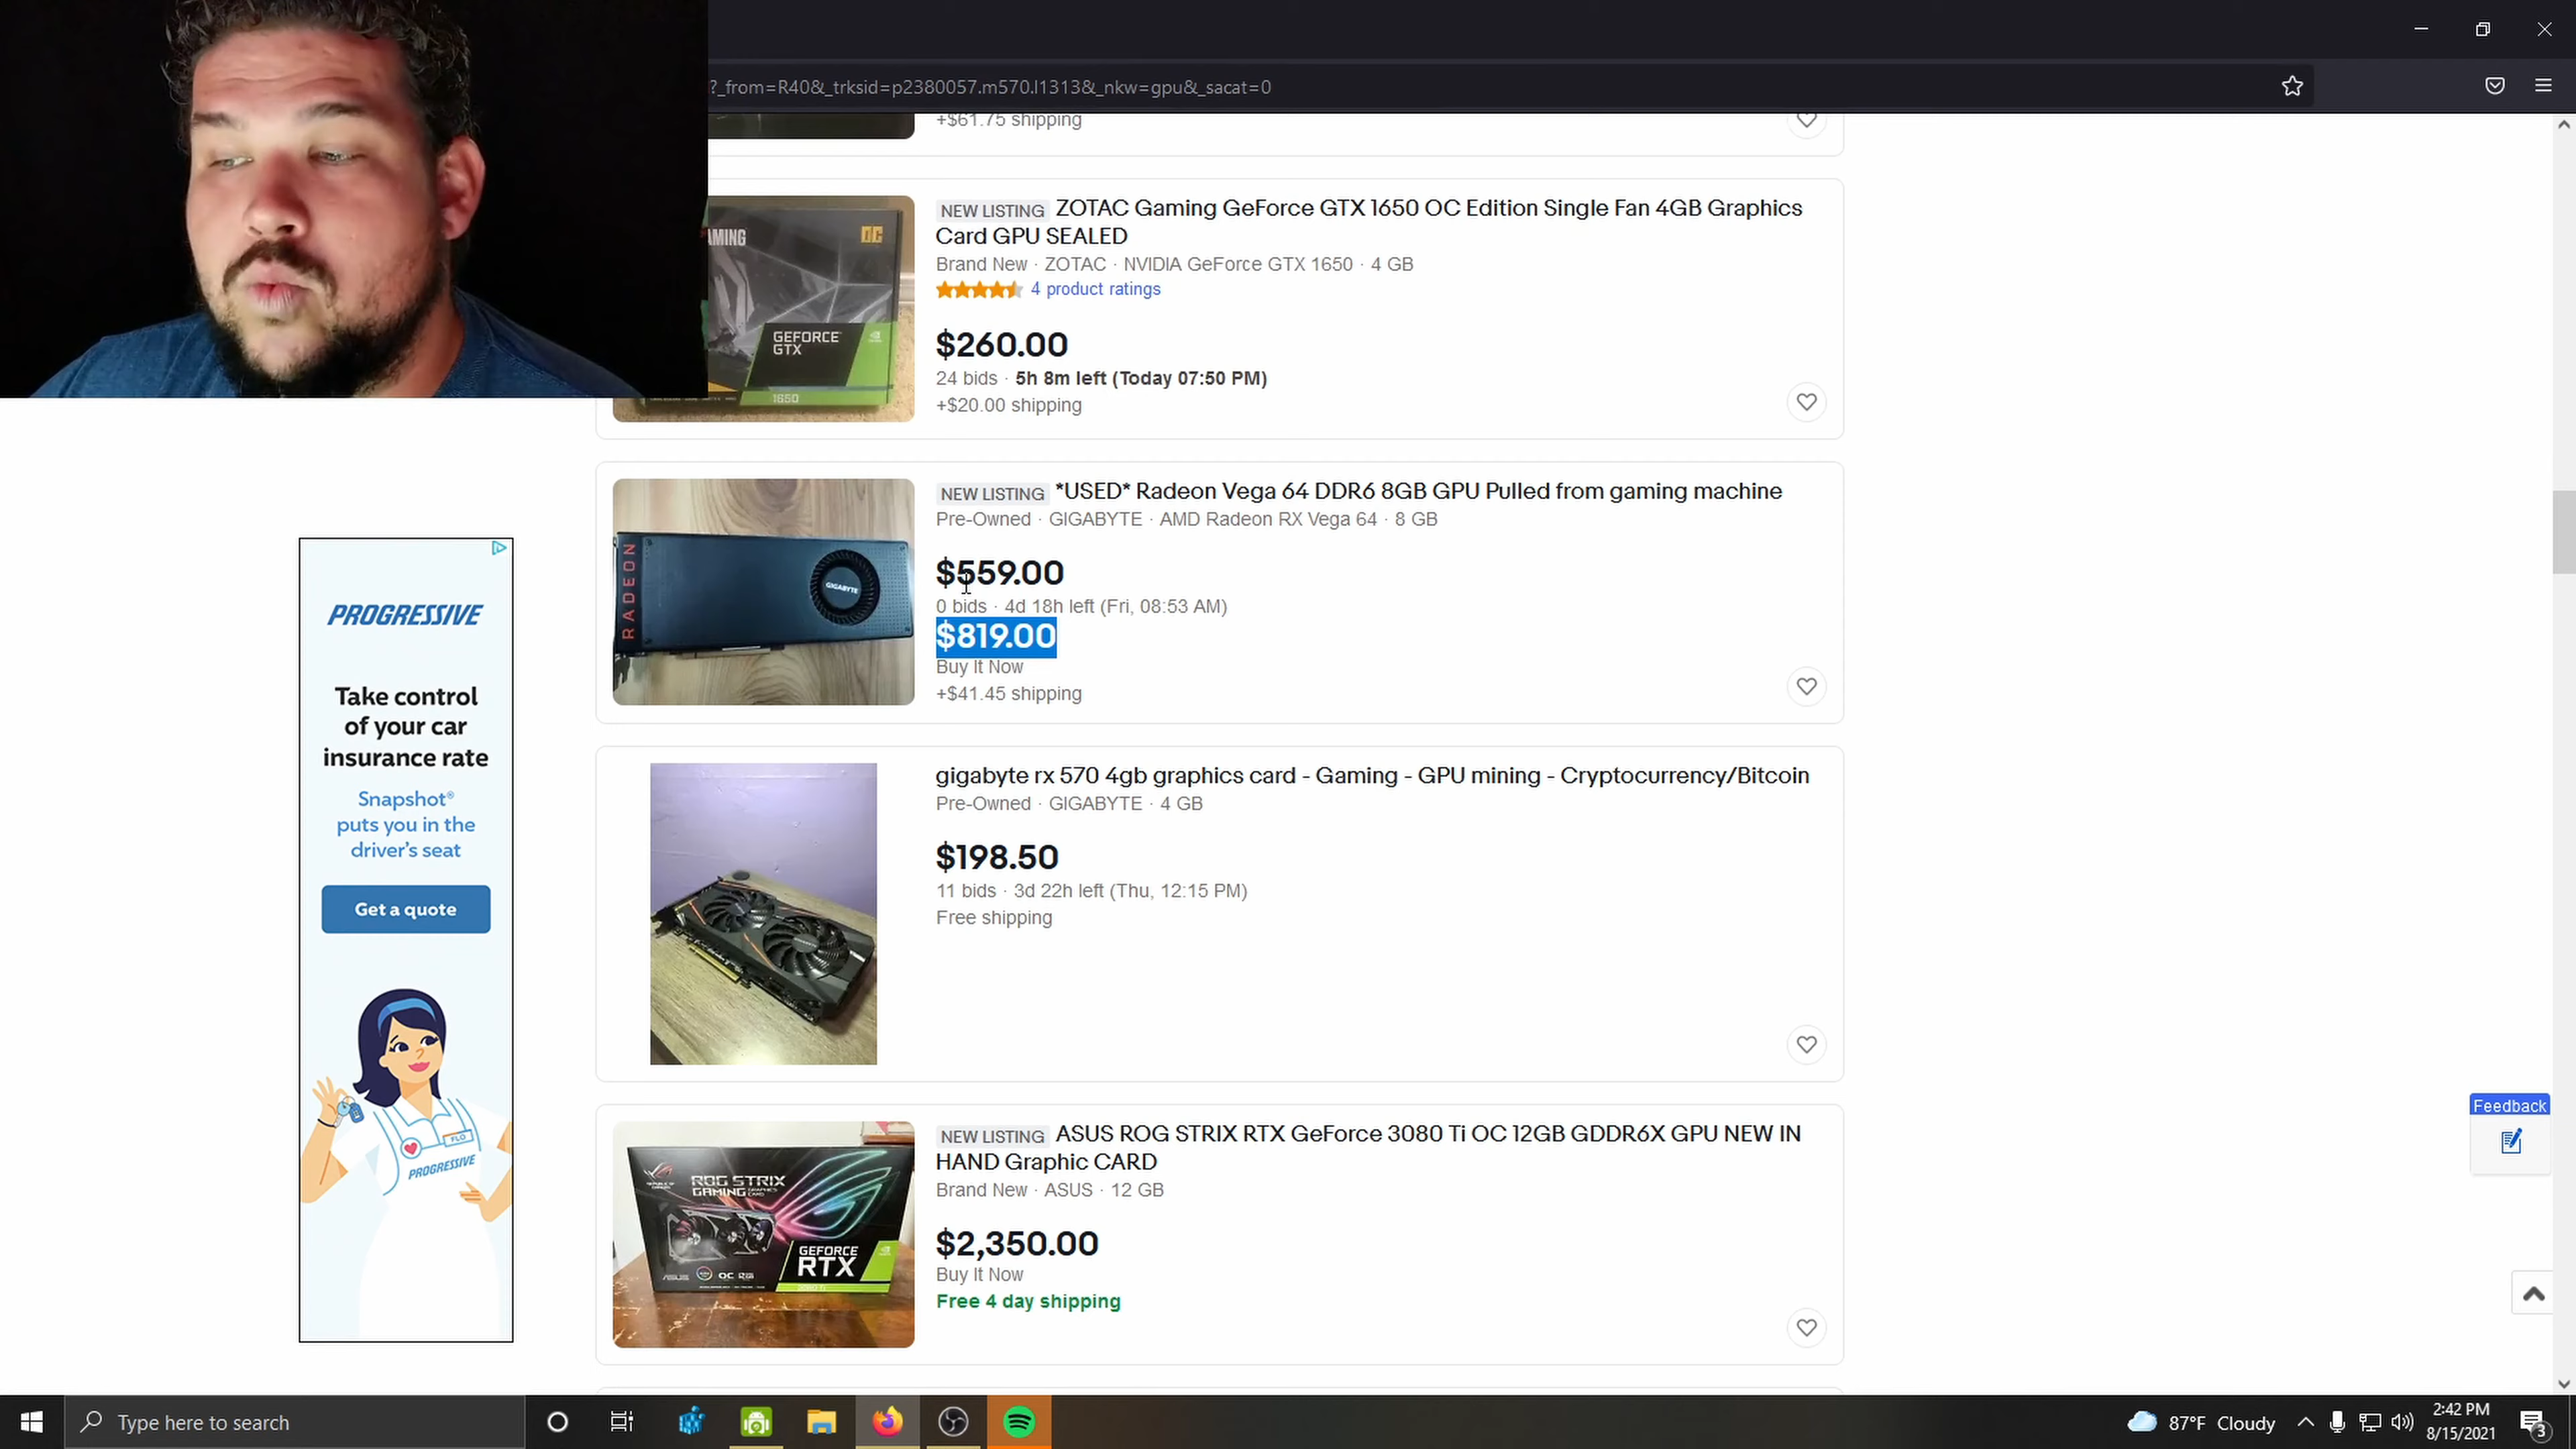 ?_from=R40&_trksid=p2380057.m570.l1313&_nkw=gpu&_sacat=0
+$61.75 shipping
AMING
OC
GEFORCE
GTX
1650
NEW LISTING ZOTAC Gaming GeForce GTX 1650 OC Edition Single Fan 4GB Graphics
Card GPU SEALED
Brand New · ZOTAC · NVIDIA GeForce GTX 1650 · 4 GB
4 product ratings
$260.00
24 bids · 5h 8m left (Today 07:50 PM)
+$20.00 shipping
RADEON
GIGABYTE
NEW LISTING *USED* Radeon Vega 64 DDR6 8GB GPU Pulled from gaming machine
Pre-Owned · GIGABYTE · AMD Radeon RX Vega 64 · 8 GB
$559.00
0 bids · 4d 18h left (Fri, 08:53 AM)
$819.00
Buy It Now
+$41.45 shipping
PROGRESSIVE
Take control
of your car
insurance rate
Snapshot®
puts you in the
driver's seat
Get a quote
FLO
PROGRESSIVE
gigabyte rx 570 4gb graphics card - Gaming - GPU mining - Cryptocurrency/Bitcoin
Pre-Owned · GIGABYTE · 4 GB
$198.50
11 bids · 3d 22h left (Thu, 12:15 PM)
Free shipping
ROG STRIX
GAMING GRAPHICS
CARD
GEFORCE
RTX
ASUS
OC
NEW LISTING ASUS ROG STRIX RTX GeForce 3080 Ti OC 12GB GDDR6X GPU NEW IN
HAND Graphic CARD
Brand New · ASUS · 12 GB
$2,350.00
Buy It Now
Free 4 day shipping
Feedback
Type here to search
87°F Cloudy
2:42 PM
8/15/2021
3